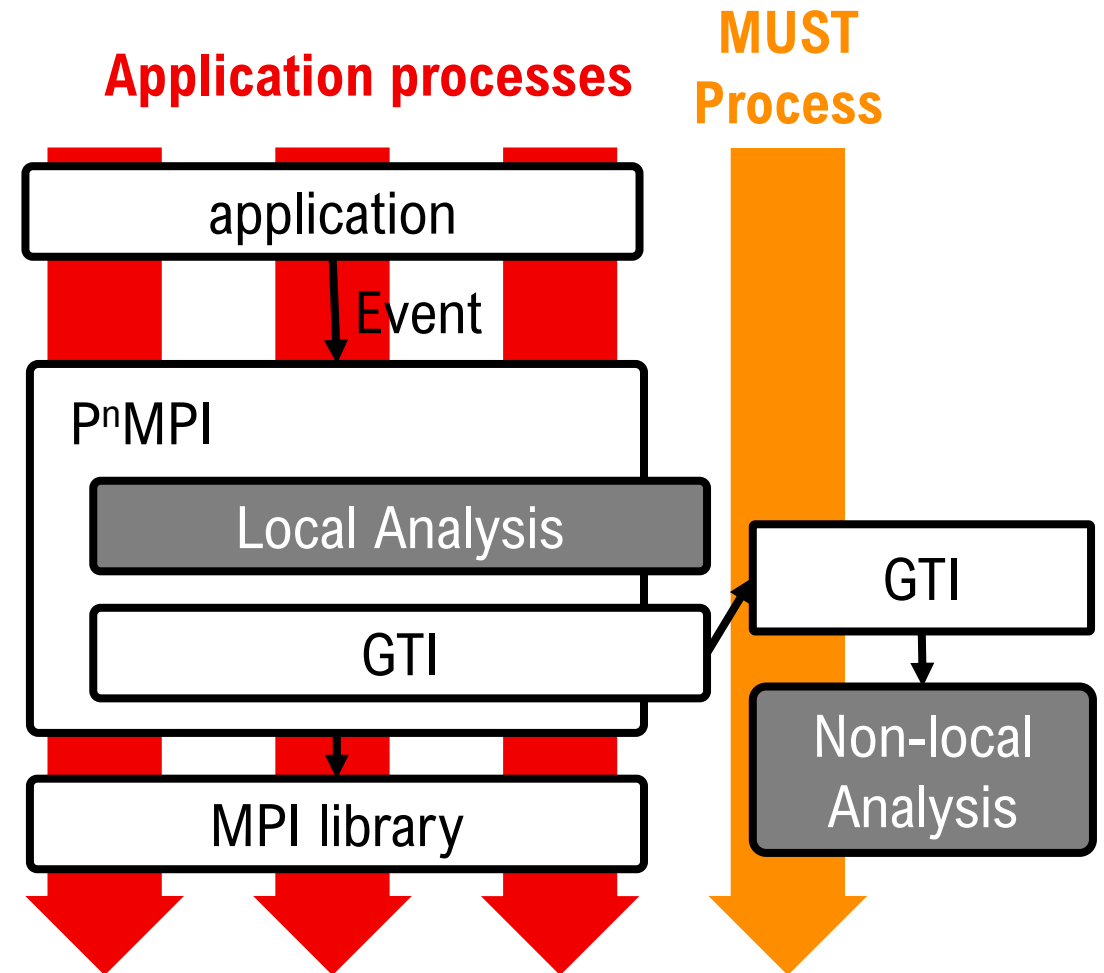 Application processes
MUST
Process
application
Event
PⁿMPI
Local Analysis
GTI
MPI library
GTI
Non-local
Analysis